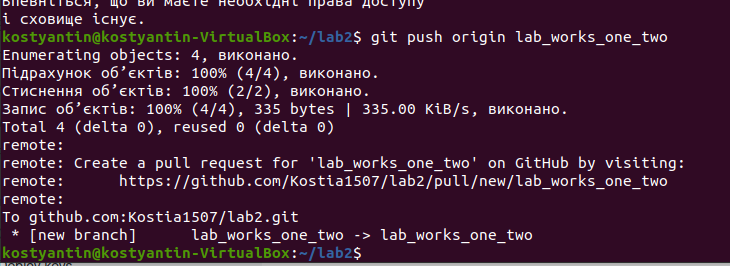 Впевніться, що ви маєте необхідні права доступу
і сховище існує.
kostyantin@kostyantin-VirtualBox:~/lab2$ git push origin lab_works_one_two
Enumerating objects: 4, виконано.
Підрахунок об’єктів: 100% (4/4), виконано.
Стиснення об’єктів: 100% (2/2), виконано.
Запис об’єктів: 100% (4/4), 335 bytes | 335.00 KiB/s, виконано.
Total 4 (delta 0), reused 0 (delta 0)
remote:
remote: Create a pull request for 'lab_works_one_two' on GitHub by visiting:
remote:      https://github.com/Kostia1507/lab2/pull/new/lab_works_one_two
remote:
To github.com:Kostia1507/lab2.git
 * [new branch]      lab_works_one_two -> lab_works_one_two
kostyantin@kostyantin-VirtualBox:~/lab2$